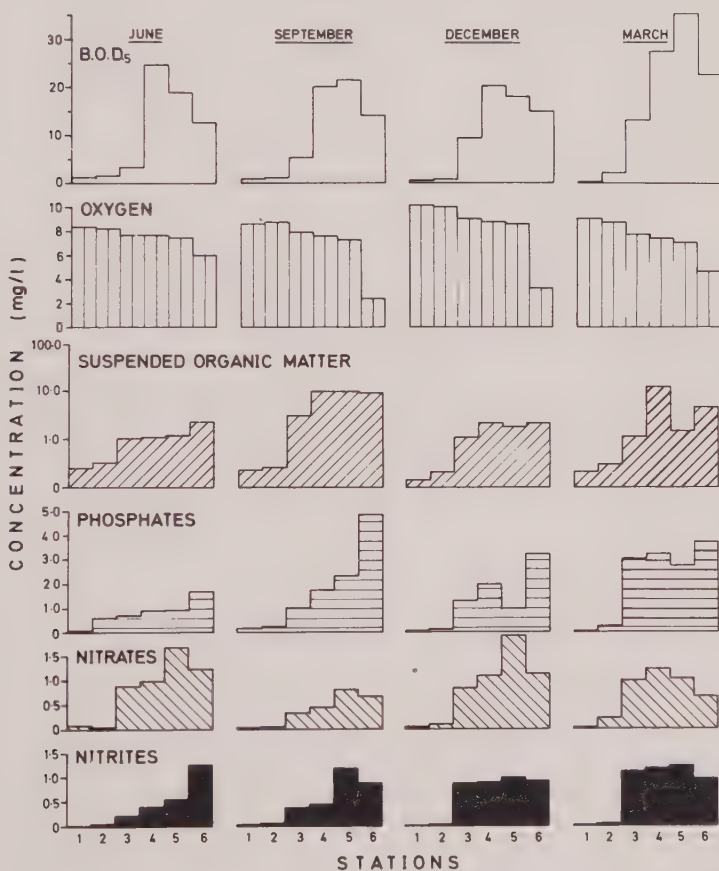 JUNE SEPTEMBER DECEMBER MARCH
B.O.D₅
30
20
10
0
OXYGEN
10
8
6
4
2
0
SUSPENDED ORGANIC MATTER
100·0
10·0
1·0
0
PHOSPHATES
5·0
4·0
3·0
2·0
1·0
0
NITRATES
1·5
1·0
0·5
0
NITRITES
1·5
1·0
0·5
0
1 2 3 4 5 6 1 2 3 4 5 6 1 2 3 4 5 6 1 2 3 4 5 6
STATIONS
CONCENTRATION (mg/l)